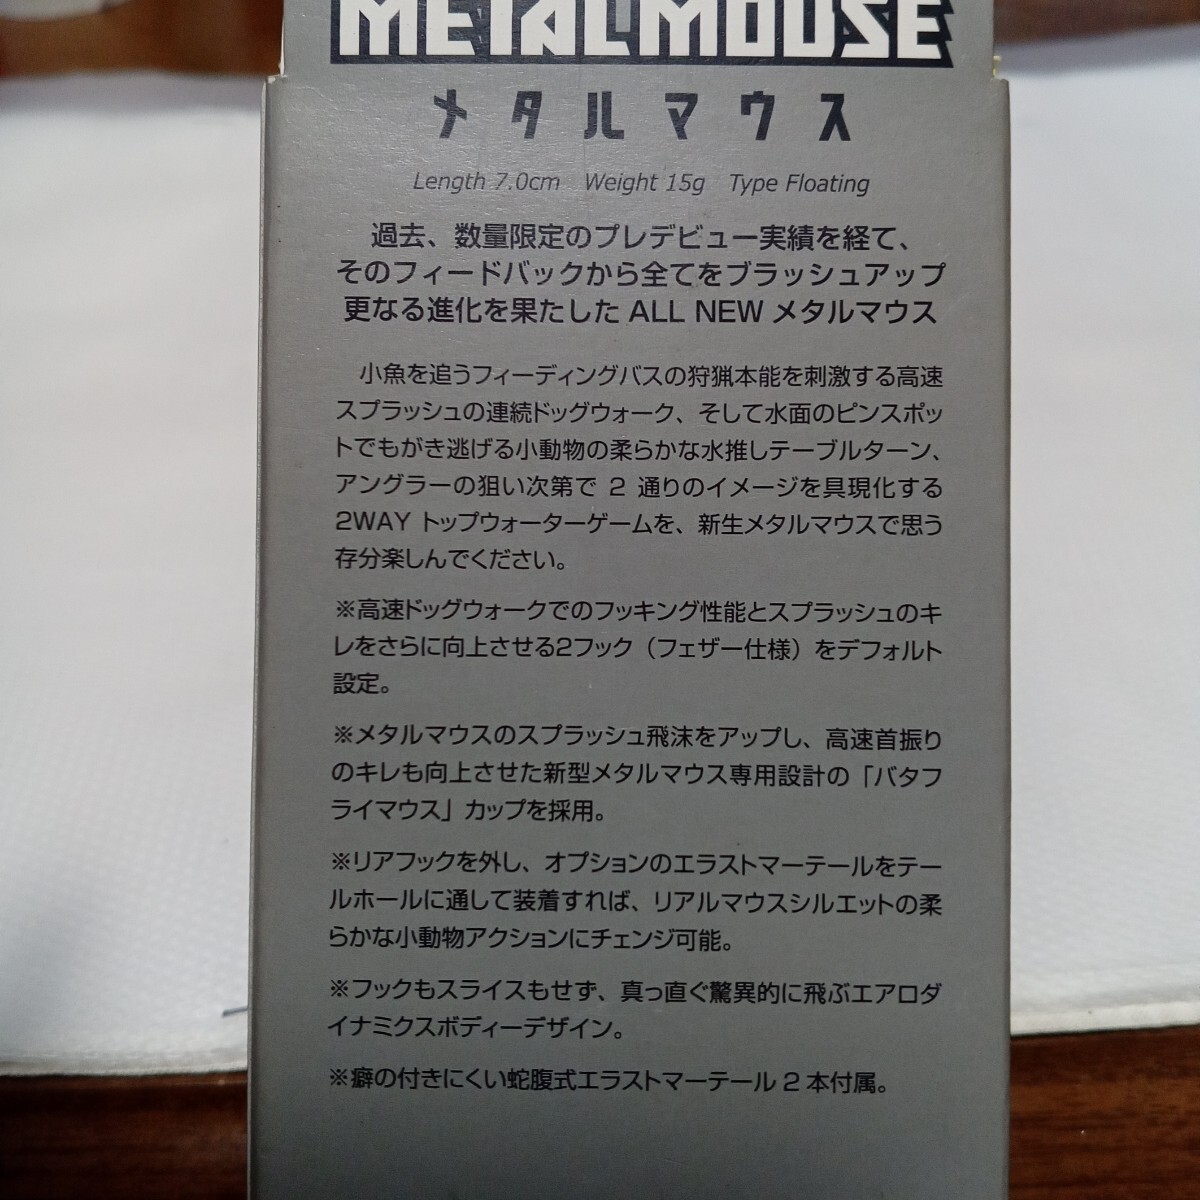 METALMOUSE
メタルマウス
Length 7.0cm Weight 15g Type Floating
過去、数量限定のプレデビュー実績を経て、
そのフィードバックから全てをブラッシュアップ
更なる進化を果たした ALL NEW メタルマウス
小魚を追うフィーディングバスの狩猟本能を刺激する高速
スプラッシュの連続ドッグウォーク、そして水面のピンスポッ
トでもがき逃げる小動物の柔らかな水推しテーブルターン、
アングラーの狙い次第で 2 通りのイメージを具現化する
2WAY トップウォーターゲームを、新生メタルマウスで思う
存分楽しんでください。
※高速ドッグウォークでのフッキング性能とスプラッシュのキ
レをさらに向上させる2フック（フェザー仕様）をデフォルト
設定。
※メタルマウスのスプラッシュ飛沫をアップし、高速首振り
のキレも向上させた新型メタルマウス専用設計の「バタフ
ライマウス」カップを採用。
※リアフックを外し、オプションのエラストマーテールをテー
ルホールに通して装着すれば、リアルマウスシルエットの柔
らかな小動物アクションにチェンジ可能。
※フックもスライスもせず、真っ直ぐ驚異的に飛ぶエアロダ
イナミクスボディーデザイン。
※癖の付きにくい蛇腹式エラストマーテール 2 本付属。